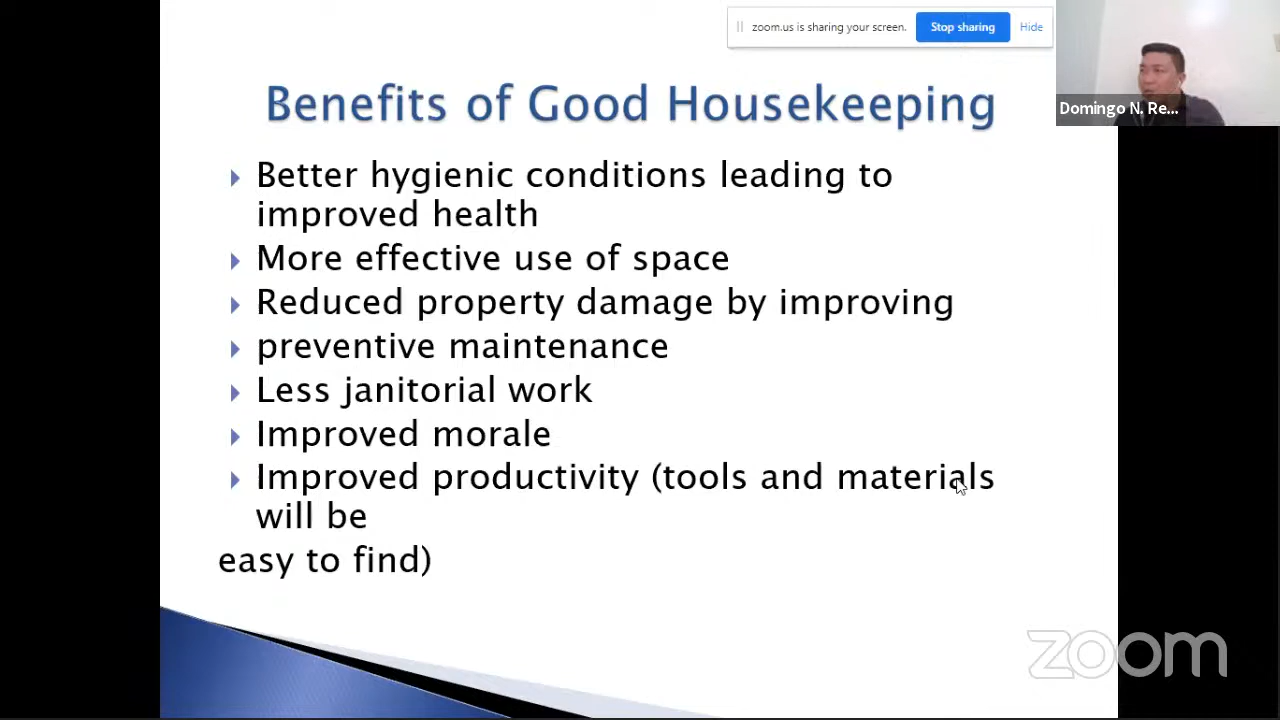 zoom.us is sharing your screen. Stop sharing Hide
Benefits of Good Housekeeping
Domingo N. Re...
Better hygienic conditions leading to
improved health
More effective use of space
Reduced property damage by improving
preventive maintenance
Less janitorial work
Improved morale
Improved productivity (tools and materials
will be
easy to find)
zoom